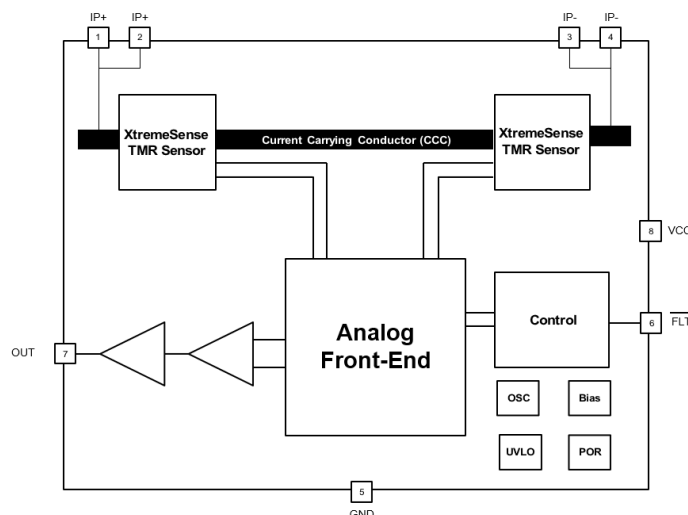 IP+ IP+ IP- IP-
1 2 3 4
XtremeSense
TMR Sensor
Current Carrying Conductor (CCC)
XtremeSense
TMR Sensor
8 VCC
Analog
Front-End
Control
6 FLT
OUT 7
OSC Bias
UVLO POR
5
GND